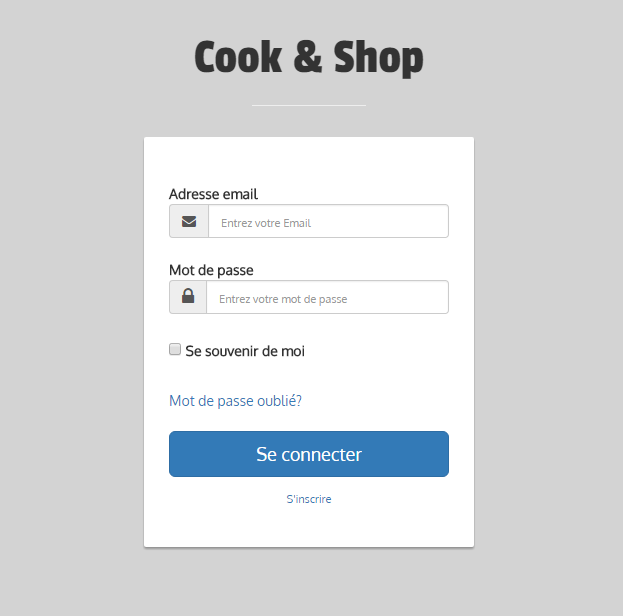 Cook & Shop
Adresse email
Entrez votre Email
Mot de passe
Entrez votre mot de passe
Se souvenir de moi
Mot de passe oublié?
Se connecter
S'inscrire